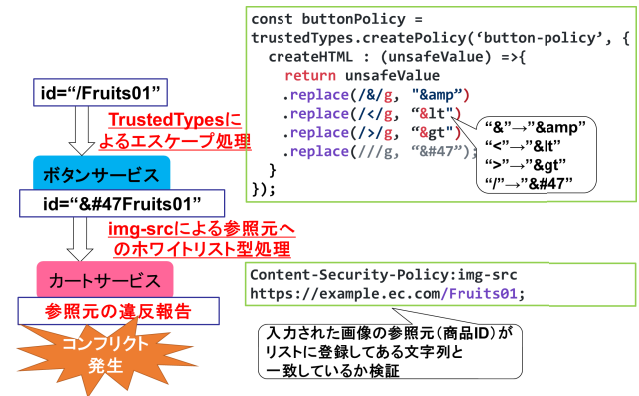 id="/Fruits01"
TrustedTypesに
よるエスケープ処理
ボタンサービス
id="&#47Fruits01"
img-srcによる参照元へ
のホワイトリスト型処理
カートサービス
参照元の違反報告
コンフリクト
発生
const buttonPolicy =
trustedTypes.createPolicy(‘button-policy’, {
createHTML : (unsafeValue) =>{
return unsafeValue
.replace(/&/g, "&amp”)
.replace(/</g, “&lt")
.replace(/>/g, “&gt")
.replace(///g, “&#47”);
}
});
“&”→”&amp”
“<”→”&lt”
“>”→”&gt”
“/”→”&#47”
Content-Security-Policy:img-src
https://example.ec.com/Fruits01;
入力された画像の参照元（商品ID）が
リストに登録してある文字列と
一致しているか検証